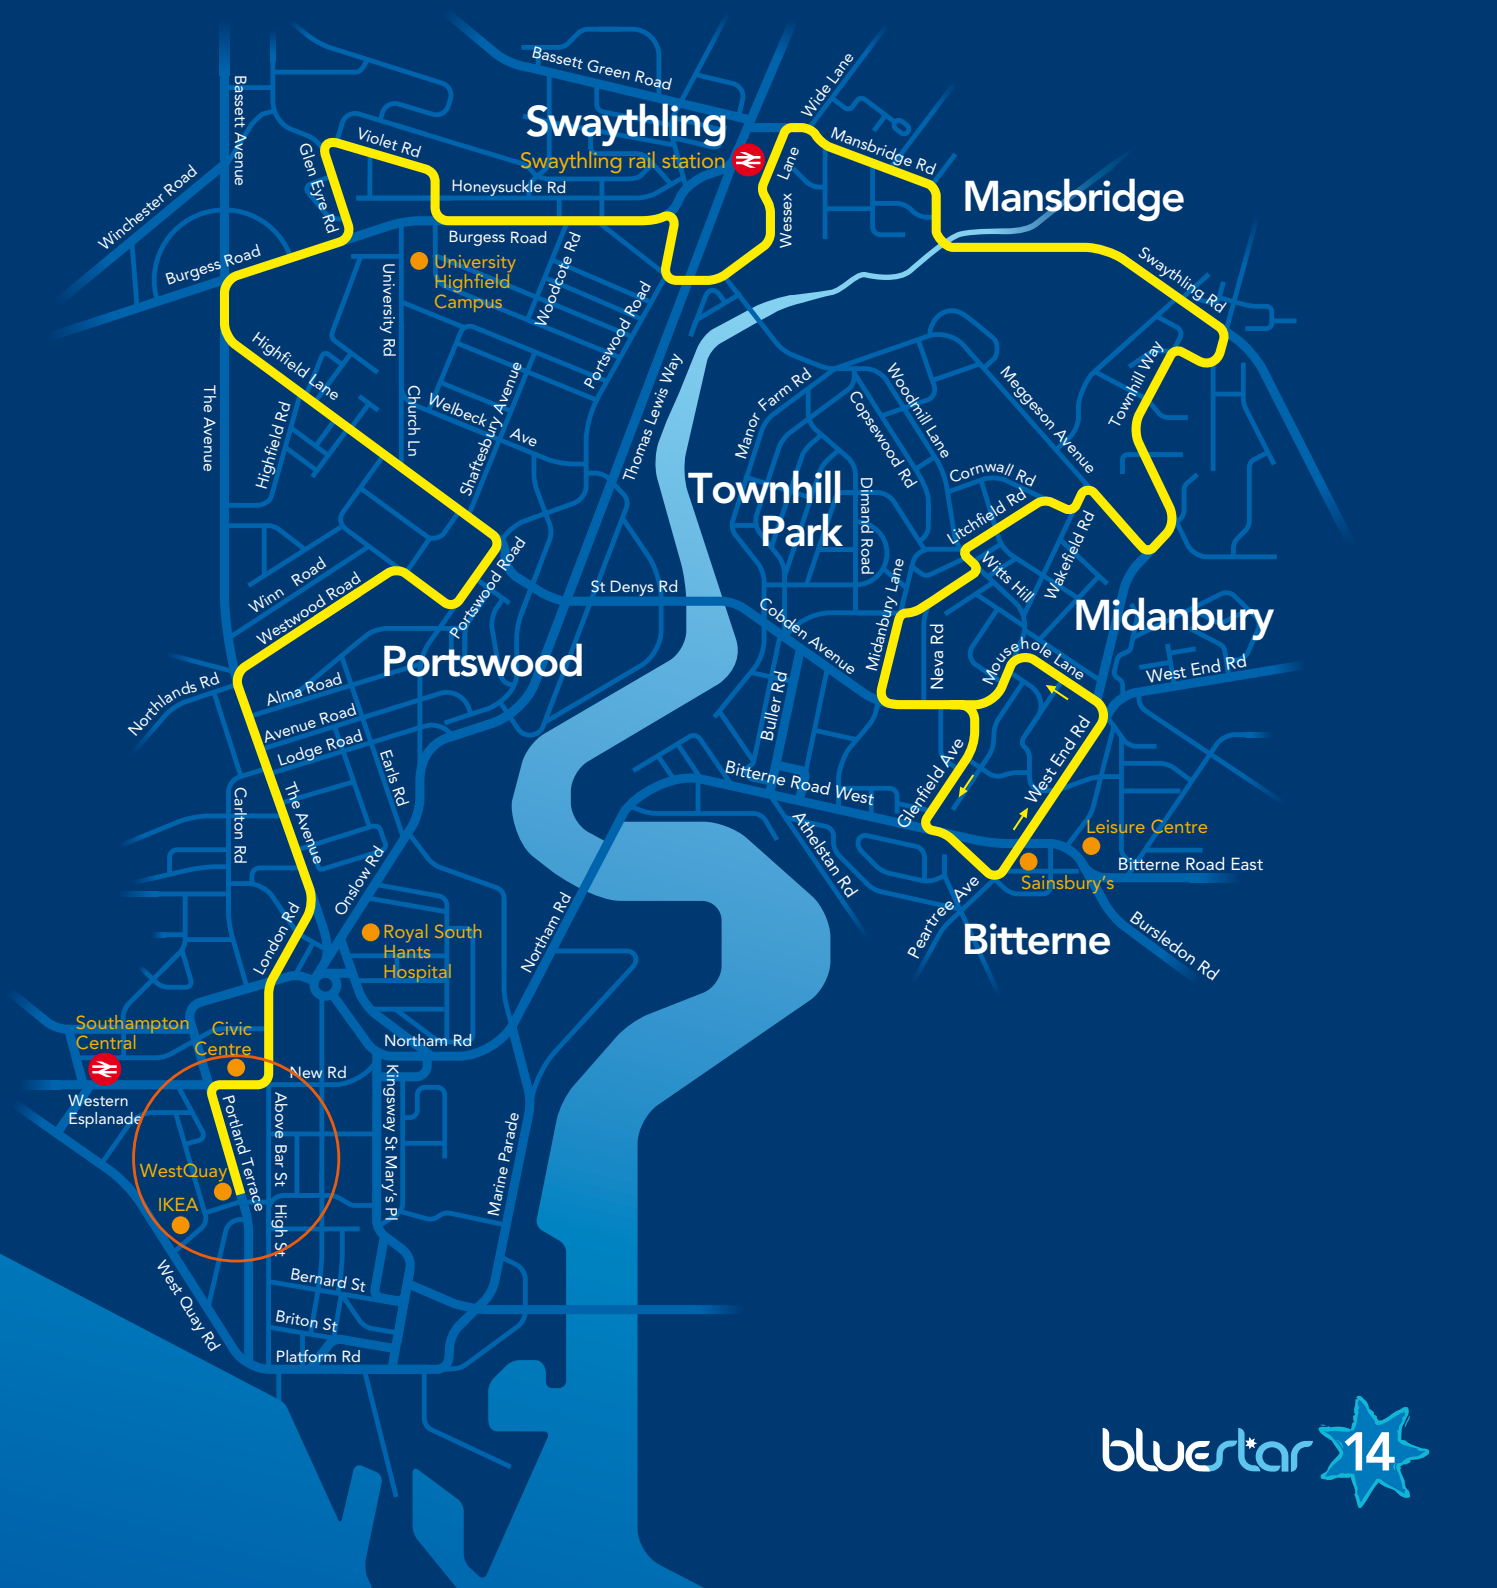 Bassett Green Road
Wide Lane
Bassett Avenue
Swaythling
Swaythling rail station
Violet Rd
Glen Eyre Rd
Mansbridge Rd
Wessex Lane
Honeysuckle Rd
Mansbridge
Winchester Road
Burgess Road
Burgess Road
University
Highfield
Campus
University Rd
Woodcote Rd
Portswood Road
Swaythling Rd
Highfield Lane
The Avenue
Highfield Rd
Church Ln
Welbeck Ave
Shaftesbury Avenue
Thomas Lewis Way
Manor Farm Rd
Copsewood Rd
Woodmill Lane
Meggeson Avenue
Townhill Way
Townhill
Park
Dimand Road
Cornwall Rd
Litchfield Rd
Wakefield Rd
Witts Hill
Winn Road
Westwood Road
Portswood Road
Portswood Road
St Denys Rd
Cobden Avenue
Midanbury Lane
Neva Rd
Midanbury
Mousehole Lane
West End Rd
Portswood
Northlands Rd
Alma Road
Avenue Road
Lodge Road
Earls Rd
Buller Rd
Bitterne Road West
Glenfield Ave
West End Rd
Carlton Rd
The Avenue
Onslow Rd
Athelstan Rd
Leisure Centre
Bitterne Road East
Sainsbury's
Peartree Ave
Bitterne
Bursledon Rd
London Rd
Royal South
Hants
Hospital
Northam Rd
Southampton
Central
Civic
Centre
Northam Rd
New Rd
Western
Esplanade
Portland Terrace
Above Bar St
Kingsway St Mary's Pl
Marine Parade
WestQuay
IKEA
High St
West Quay Rd
Bernard St
Briton St
Platform Rd
bluestar 14